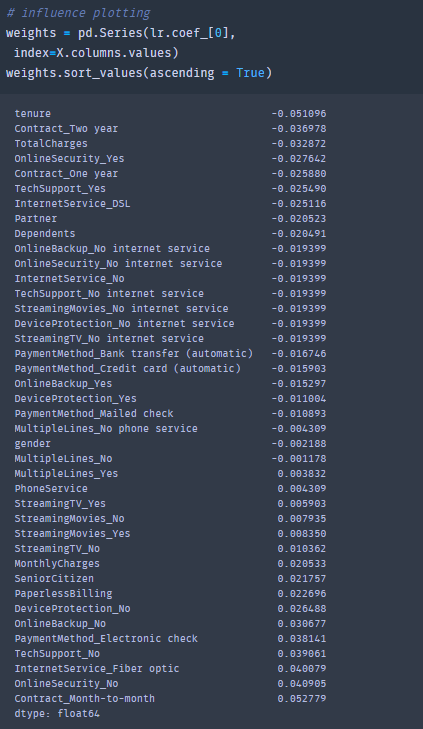 # influence plotting
weights = pd.Series(lr.coef_[0],
 index=X.columns.values)
weights.sort_values(ascending = True)
tenure -0.051096
Contract_Two year -0.036978
TotalCharges -0.032872
OnlineSecurity_Yes -0.027642
Contract_One year -0.025880
TechSupport_Yes -0.025490
InternetService_DSL -0.025116
Partner -0.020523
Dependents -0.020491
OnlineBackup_No internet service -0.019399
OnlineSecurity_No internet service -0.019399
InternetService_No -0.019399
TechSupport_No internet service -0.019399
StreamingMovies_No internet service -0.019399
DeviceProtection_No internet service -0.019399
StreamingTV_No internet service -0.019399
PaymentMethod_Bank transfer (automatic) -0.016746
PaymentMethod_Credit card (automatic) -0.015903
OnlineBackup_Yes -0.015297
DeviceProtection_Yes -0.011004
PaymentMethod_Mailed check -0.010893
MultipleLines_No phone service -0.004309
gender -0.002188
MultipleLines_No -0.001178
MultipleLines_Yes 0.003832
PhoneService 0.004309
StreamingTV_Yes 0.005903
StreamingMovies_No 0.007935
StreamingMovies_Yes 0.008350
StreamingTV_No 0.010362
MonthlyCharges 0.020533
SeniorCitizen 0.021757
PaperlessBilling 0.022696
DeviceProtection_No 0.026488
OnlineBackup_No 0.030677
PaymentMethod_Electronic check 0.038141
TechSupport_No 0.039061
InternetService_Fiber optic 0.040079
OnlineSecurity_No 0.040905
Contract_Month-to-month 0.052779
dtype: float64